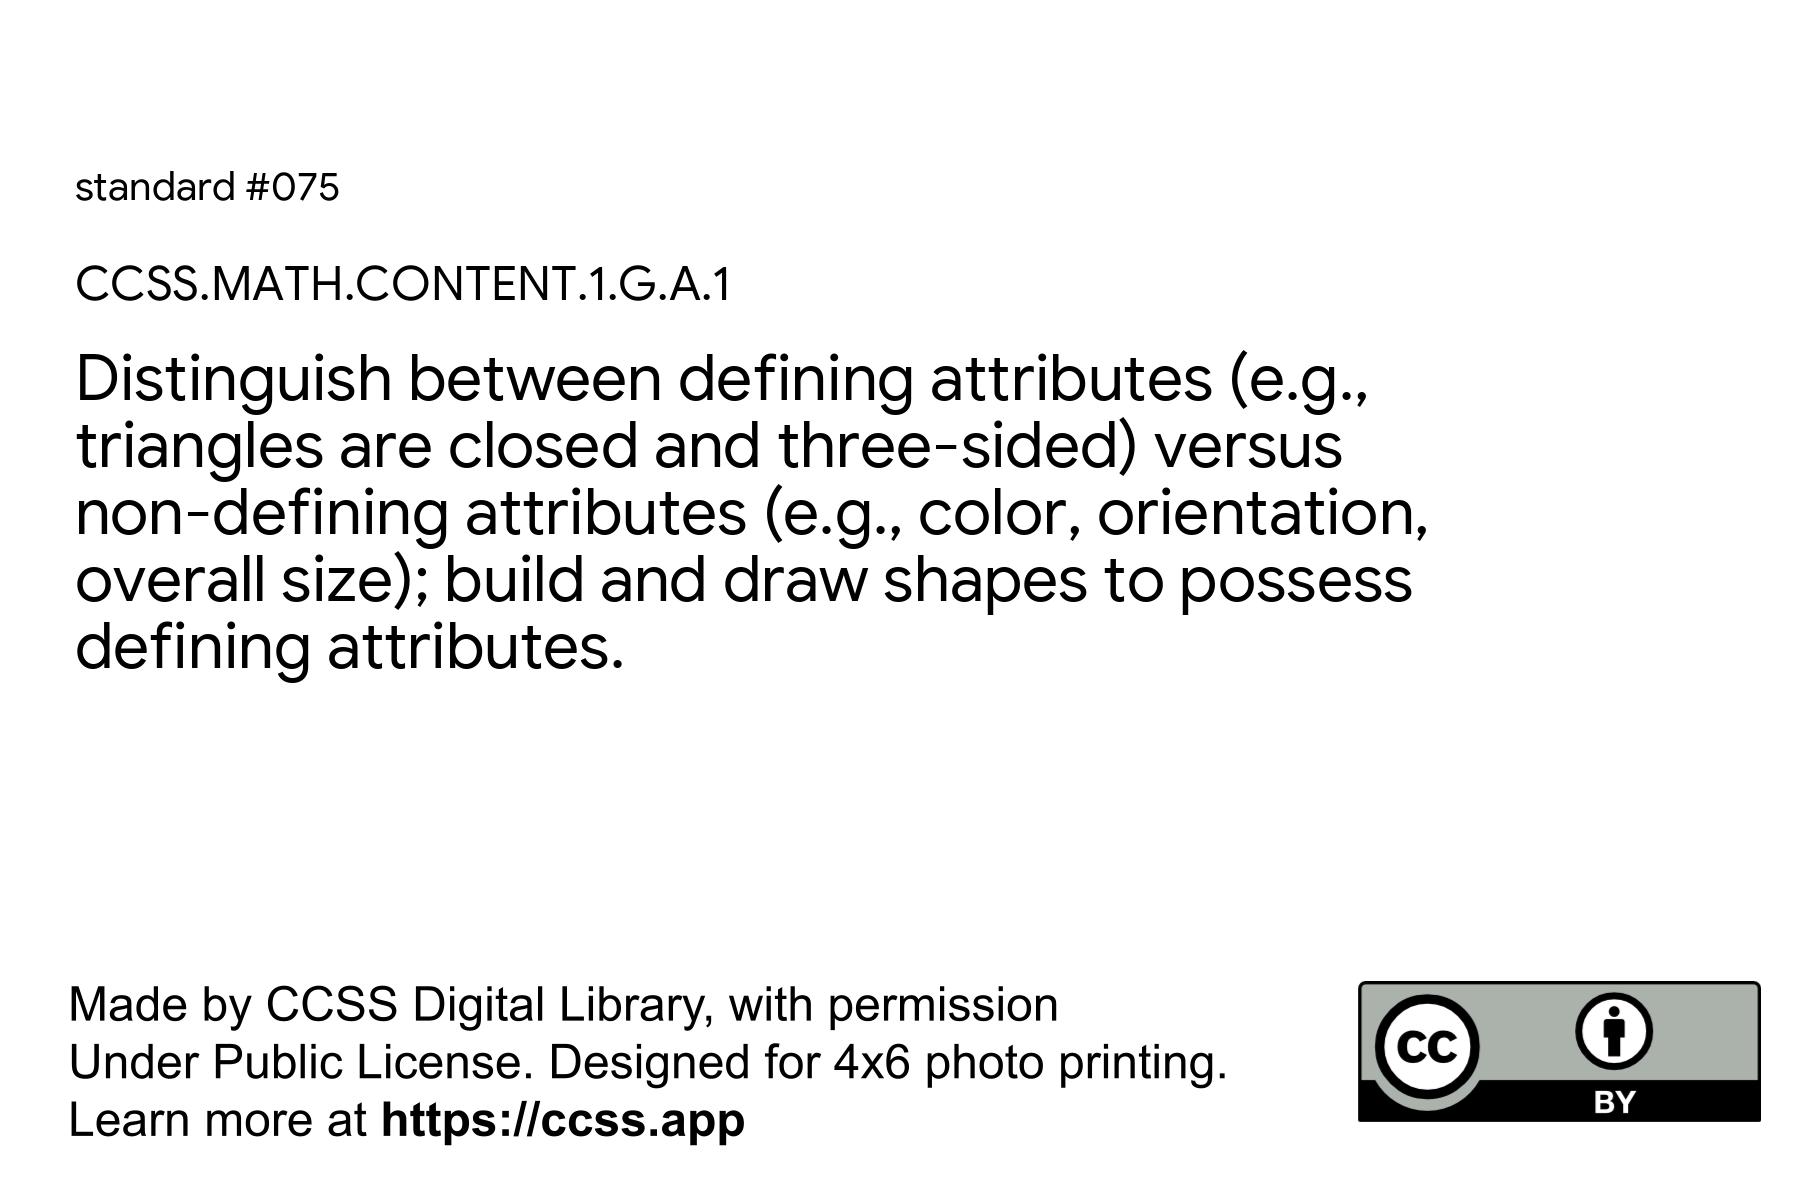 standard #075
CCSS.MATH.CONTENT.1.G.A.1
Distinguish between defining attributes (e.g.,
triangles are closed and three-sided) versus
non-defining attributes (e.g., color, orientation,
overall size); build and draw shapes to possess
defining attributes.
Made by CCSS Digital Library, with permission
Under Public License. Designed for 4x6 photo printing.
Learn more at https://ccss.app
cc
BY